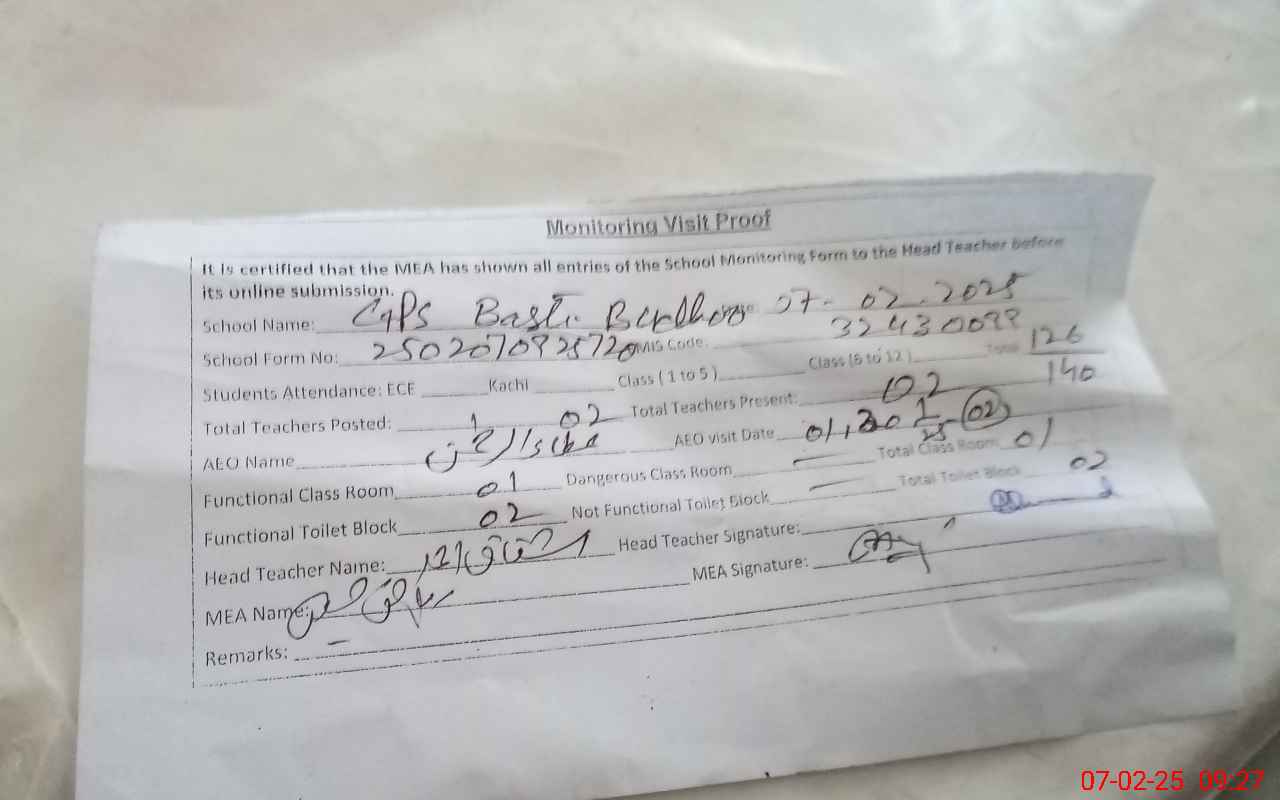 Monitoring Visit Proof
It is certified that the MEA has shown all entries of the School Monitoring Form to the Head Teacher before
its online submission.
School Name: GPS Basti 07-02-2025
School Form No: MIS Code:
Students Attendance: ECE Kachi Class ( 1 to 5 ) Class (6 to 12 ) Total 126
140
Total Teachers Posted: 02 Total Teachers Present: 02
AEO Name عطاءالرحمن AEO visit Date 02
Functional Class Room 01 Dangerous Class Room — Total Class Room 01
Functional Toilet Block 02 Not Functional Toilet Block — Total Toilet Block 02
Head Teacher Name: Head Teacher Signature:
MEA Name: MEA Signature:
Remarks: —
07-02-25 09:27